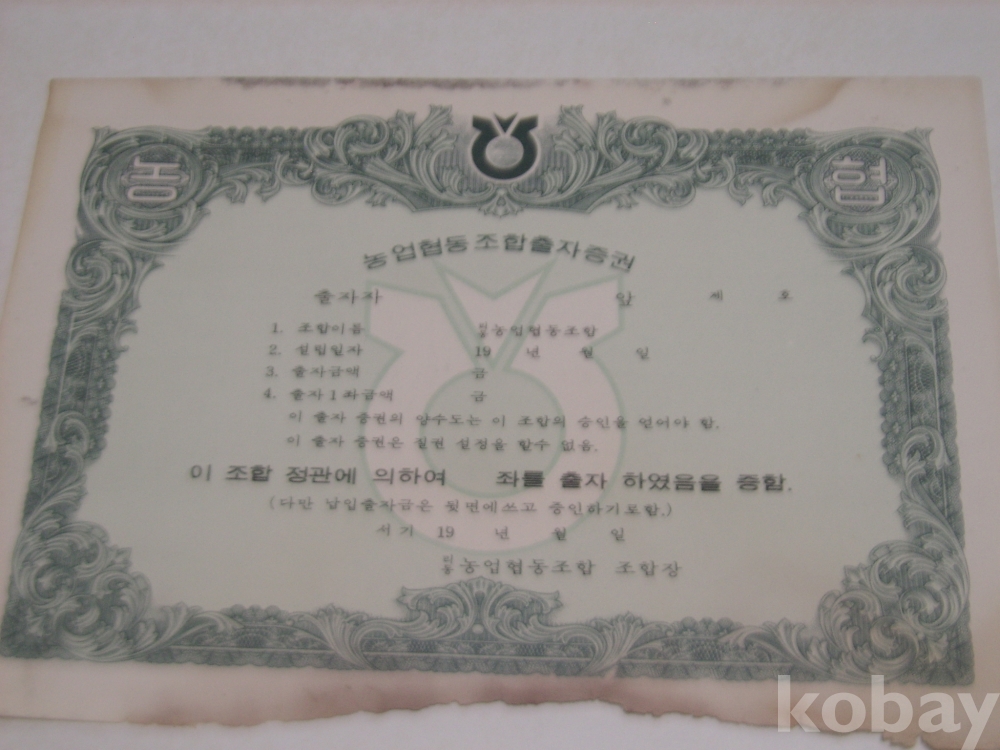 농 협
농업협동조합출자증권
출자자 앞 제 호
1. 조합이름 농업협동조합
2. 설립일자 19 년 월 일
3. 출자금액 금
4. 출자 1 좌금액 금
이 출자 증권의 양수도는 이 조합의 승인을 얻어야 함.
이 출자 증권은 질권 설정을 할수 없음.
이 조합 정관에 의하여 좌를 출자 하였음을 증함.
(다만 납입출자금은 뒷면에쓰고 증인하기로함.)
서기 19 년 월 일
농업협동조합 조합장
kobay